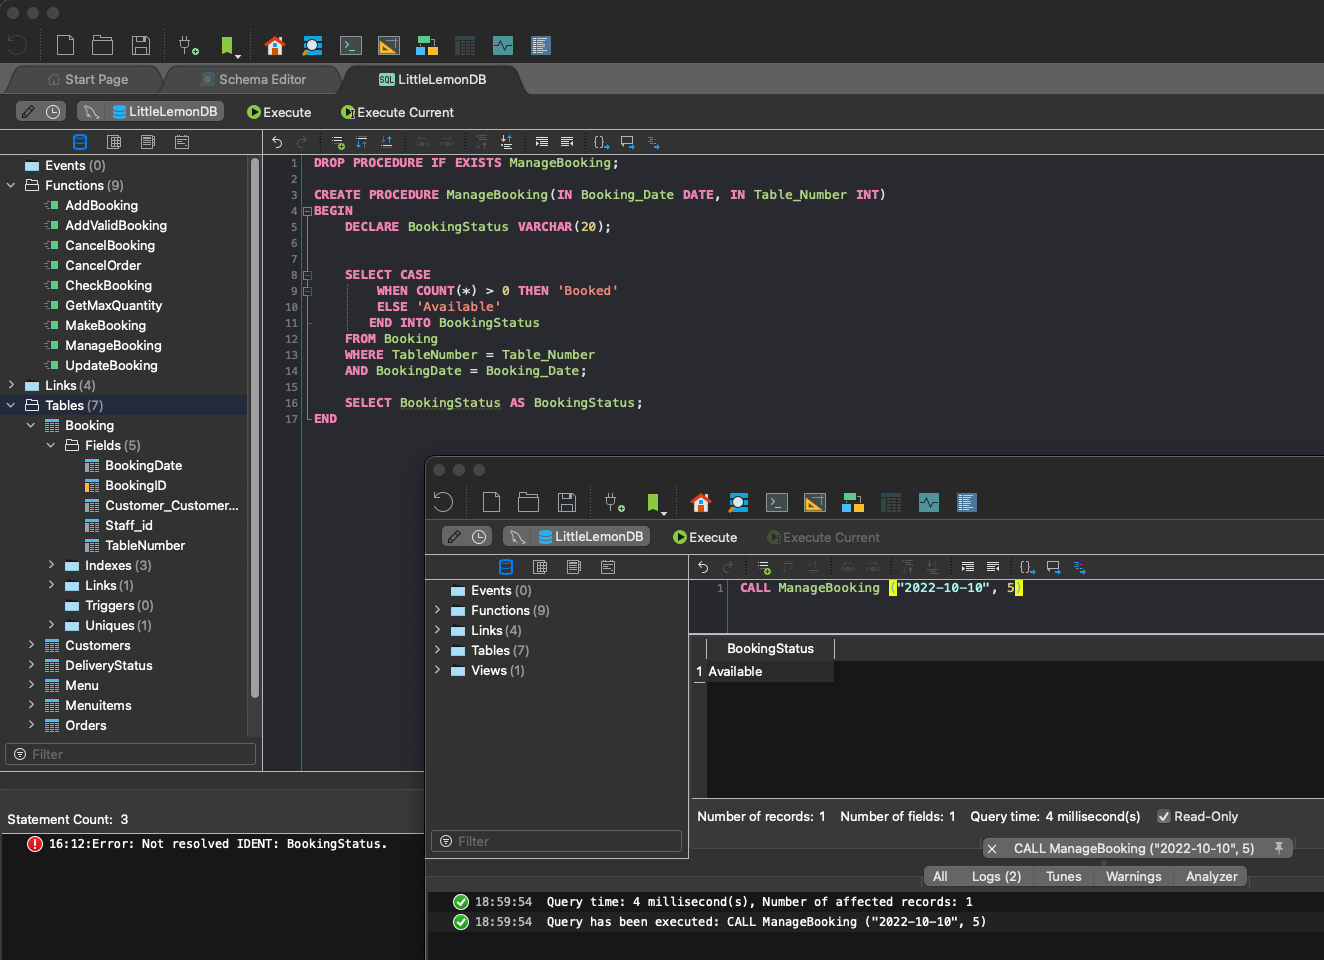 Start Page
Schema Editor
SQL LittleLemonDB
LittleLemonDB
Execute
Execute Current
Events (0)
Functions (9)
AddBooking
AddValidBooking
CancelBooking
CancelOrder
CheckBooking
GetMaxQuantity
MakeBooking
ManageBooking
UpdateBooking
Links (4)
Tables (7)
Booking
Fields (5)
BookingDate
BookingID
Customer_Customer...
Staff_id
TableNumber
Indexes (3)
Links (1)
Triggers (0)
Uniques (1)
Customers
DeliveryStatus
Menu
Menuitems
Orders
Filter
1 DROP PROCEDURE IF EXISTS ManageBooking;
2
3 CREATE PROCEDURE ManageBooking(IN Booking_Date DATE, IN Table_Number INT)
4 BEGIN
5 DECLARE BookingStatus VARCHAR(20);
6
7
8 SELECT CASE
9 WHEN COUNT(*) > 0 THEN 'Booked'
10 ELSE 'Available'
11 END INTO BookingStatus
12 FROM Booking
13 WHERE TableNumber = Table_Number
14 AND BookingDate = Booking_Date;
15
16 SELECT BookingStatus AS BookingStatus;
17 END
Statement Count: 3
16:12:Error: Not resolved IDENT: BookingStatus.
LittleLemonDB
Execute
Execute Current
Events (0)
Functions (9)
Links (4)
Tables (7)
Views (1)
Filter
1 CALL ManageBooking ("2022-10-10", 5)
BookingStatus
1 Available
Number of records: 1 Number of fields: 1 Query time: 4 millisecond(s) Read-Only
CALL ManageBooking ("2022-10-10", 5)
All Logs (2) Tunes Warnings Analyzer
18:59:54 Query time: 4 millisecond(s), Number of affected records: 1
18:59:54 Query has been executed: CALL ManageBooking ("2022-10-10", 5)